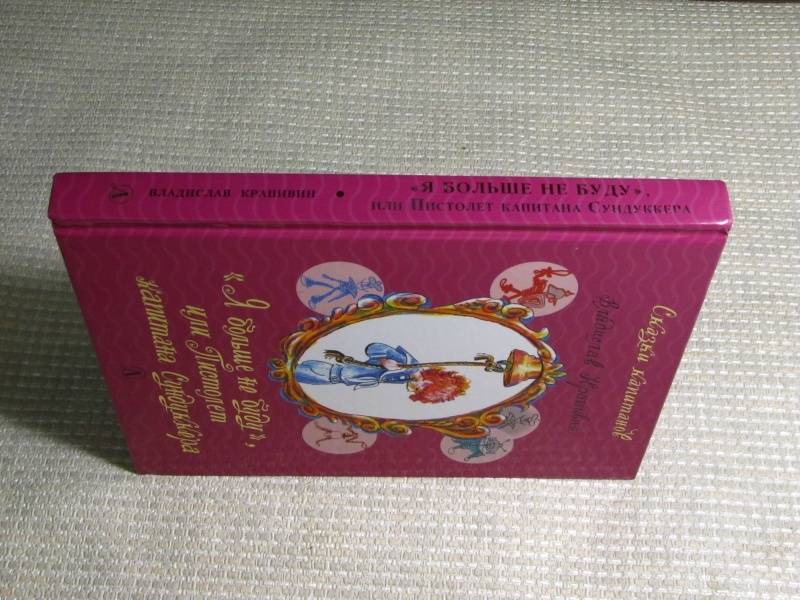 ВЛАДИСЛАВ КРАПИВИН • «Я БОЛЬШЕ НЕ БУДУ»,
ИЛИ ПИСТОЛЕТ КАПИТАНА СУНДУККЕРА
Сказки капитанов
Владислав Крапивин
«Я больше не буду»,
или Пистолет
капитана Сундуккера